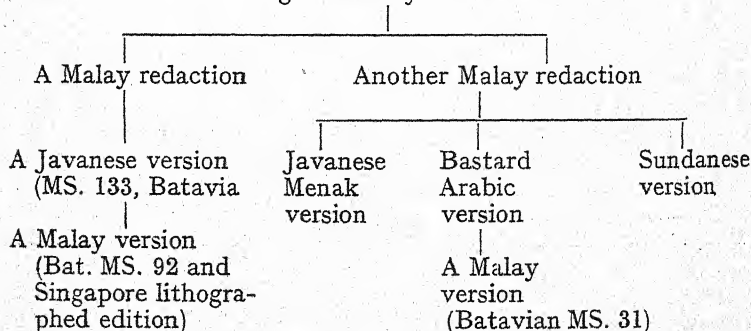 A Malay redaction
Another Malay redaction
A Javanese version
(MS. 133, Batavia
Javanese
Menak
version
Bastard
Arabic
version
Sundanese
version
A Malay version
(Bat. MS. 92 and
Singapore lithogra-
phed edition)
A Malay
version
(Batavian MS. 31)